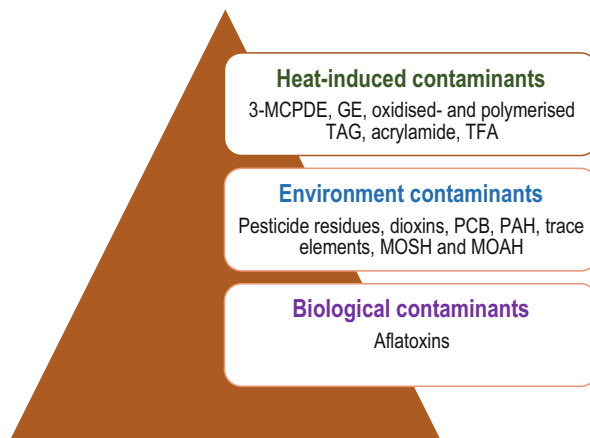 Heat-induced contaminants
3-MCPDE, GE, oxidised- and polymerised
TAG, acrylamide, TFA
Environment contaminants
Pesticide residues, dioxins, PCB, PAH, trace
elements, MOSH and MOAH
Biological contaminants
Aflatoxins